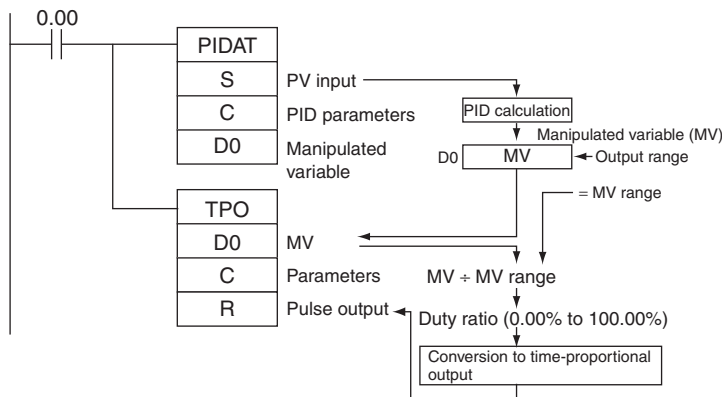 0.00
PIDAT
S
PV input
C
PID parameters
D0
Manipulated
variable
PID calculation
Manipulated variable (MV)
D0
MV
Output range
= MV range
TPO
D0
MV
C
Parameters
R
Pulse output
MV ÷ MV range
Duty ratio (0.00% to 100.00%)
Conversion to time-proportional
output